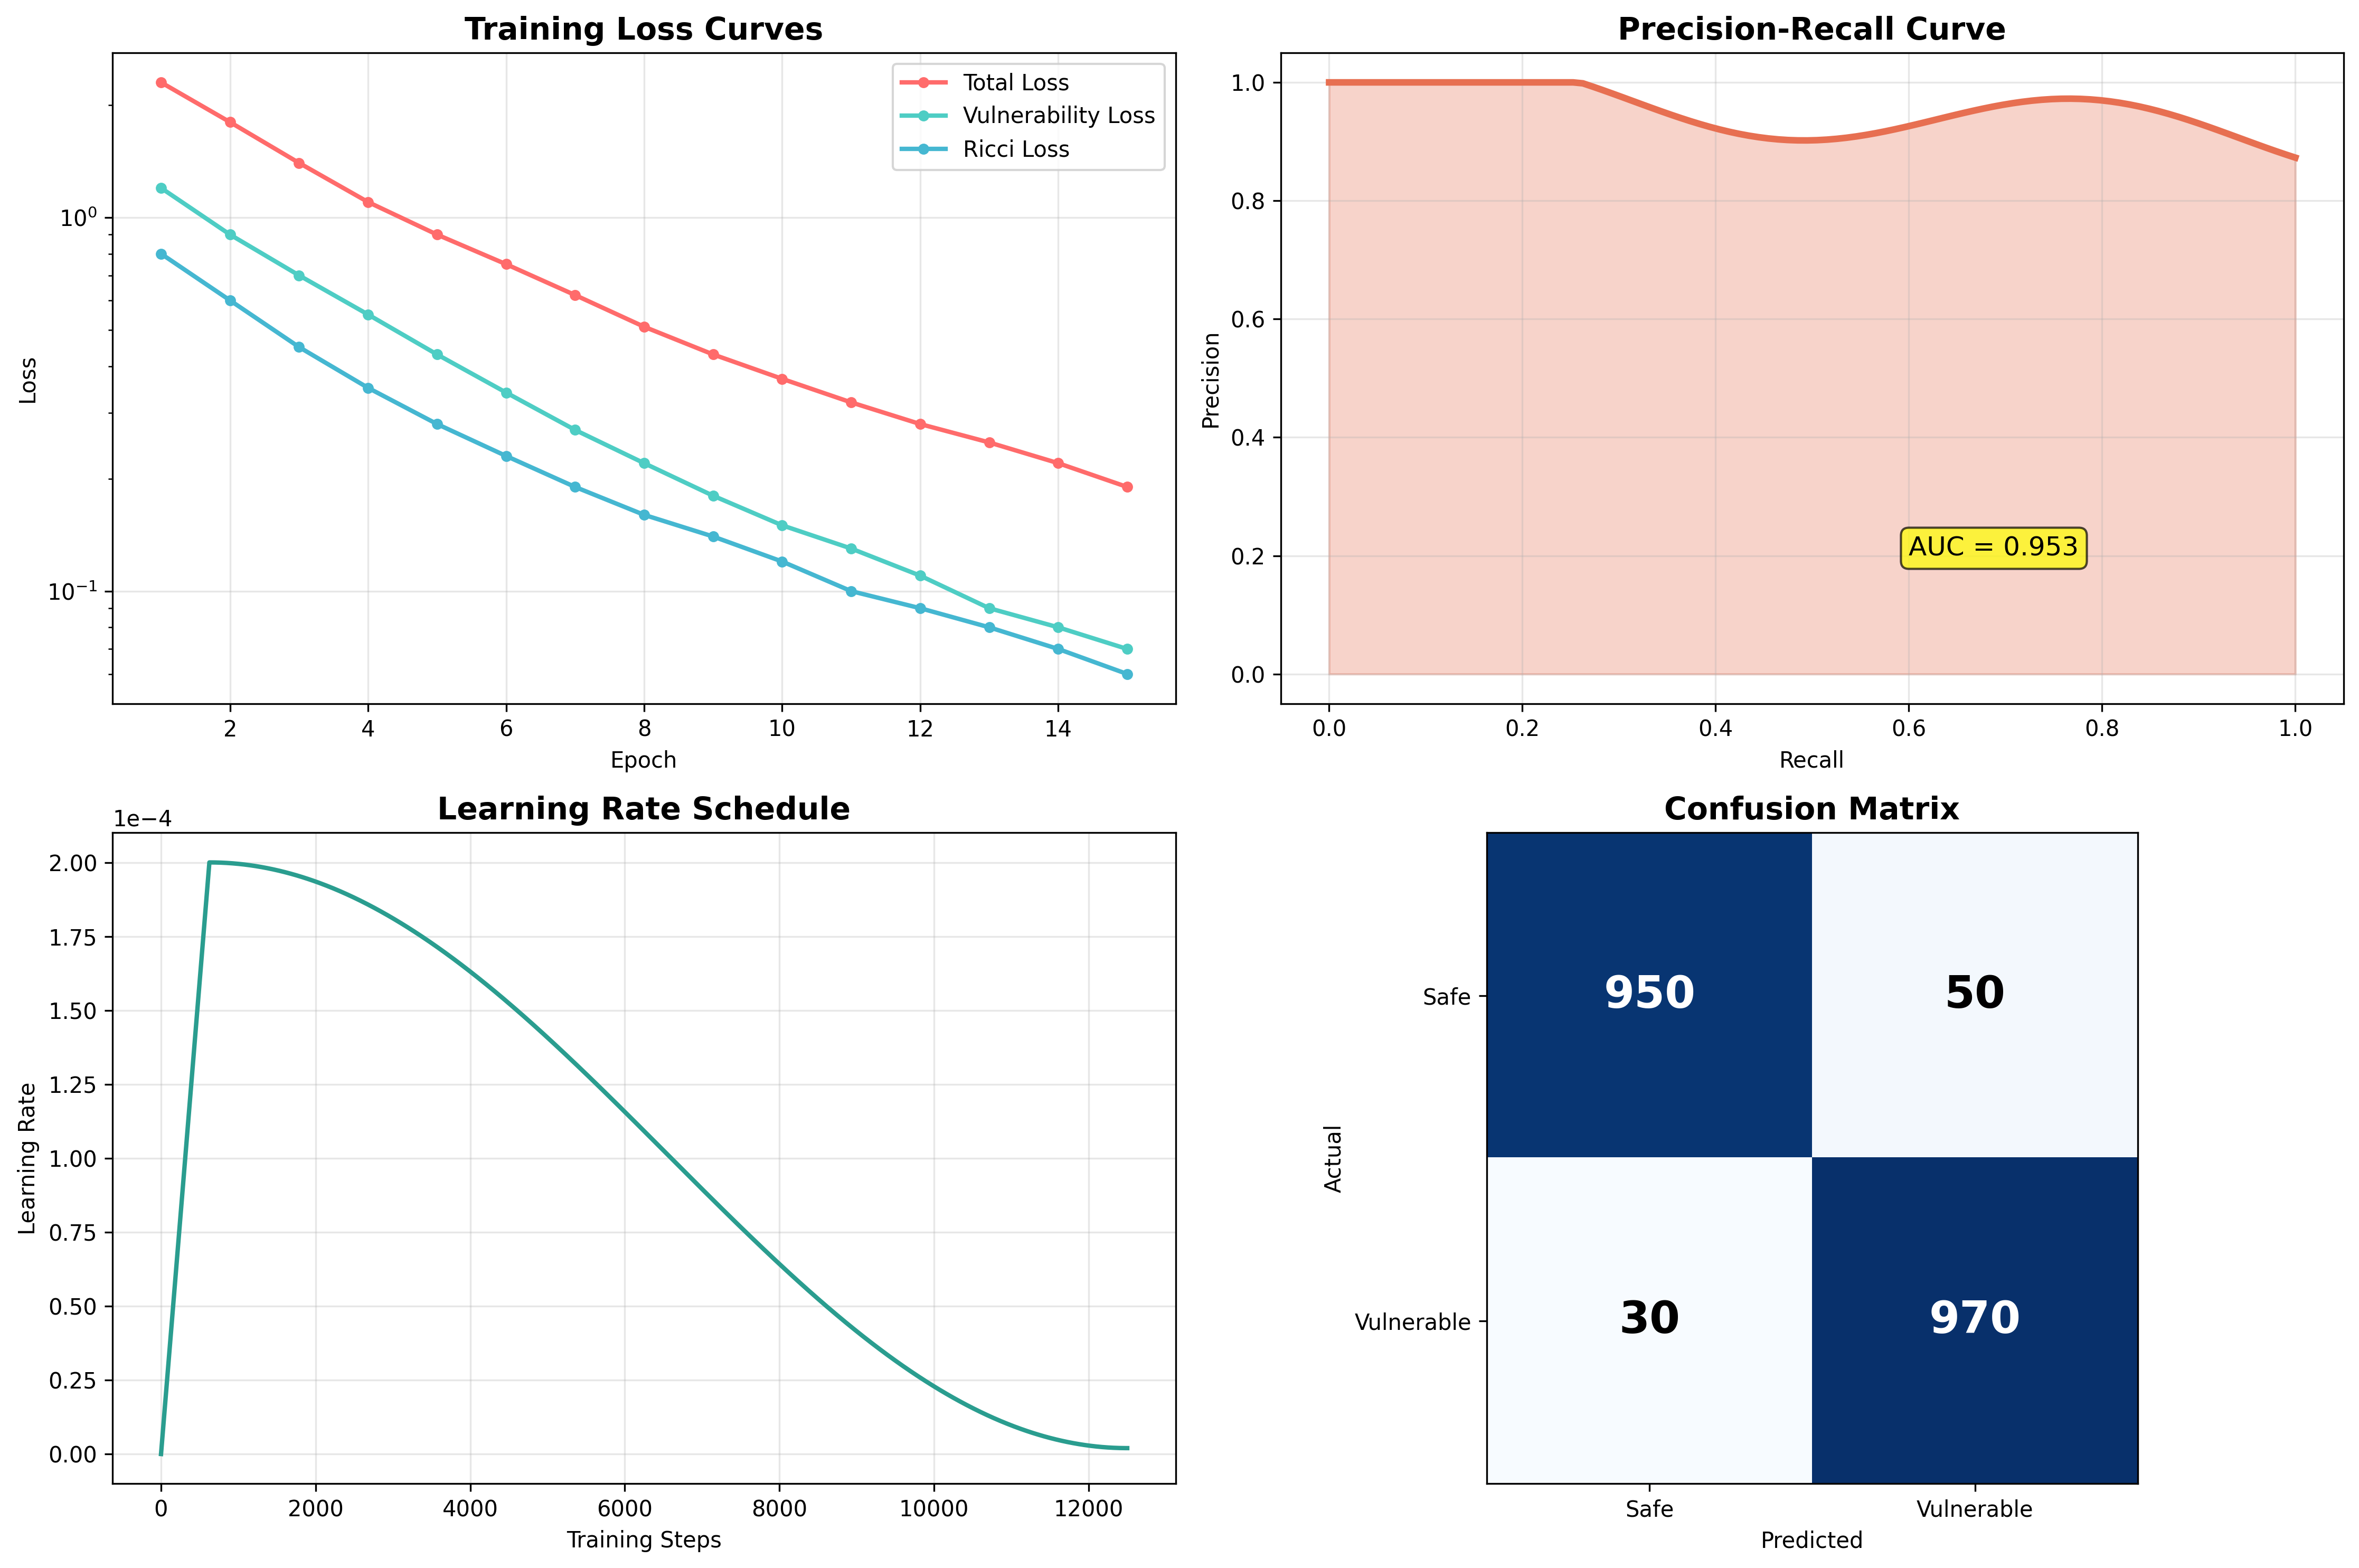 Training Loss Curves
Total Loss
Vulnerability Loss
Ricci Loss
10⁰
10⁻¹
Loss
2 4 6 8 10 12 14
Epoch
Precision-Recall Curve
1.0
0.8
0.6
0.4
0.2
0.0
Precision
AUC = 0.953
0.0 0.2 0.4 0.6 0.8 1.0
Recall
Learning Rate Schedule
1e−4
2.00
1.75
1.50
1.25
1.00
0.75
0.50
0.25
0.00
Learning Rate
0 2000 4000 6000 8000 10000 12000
Training Steps
Confusion Matrix
Safe 950 50
Actual
Vulnerable 30 970
Safe Vulnerable
Predicted